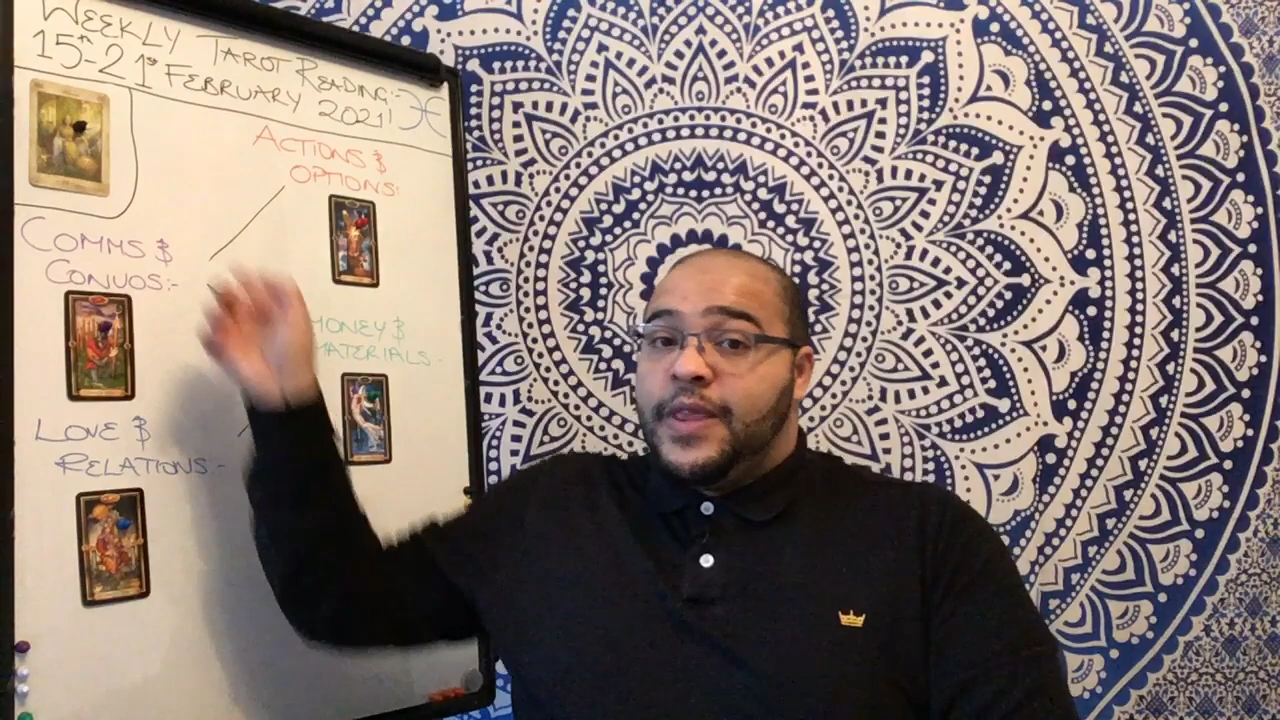 WEEKLY TAROT READING:-
15th-21st FEBRUARY 2021! ♓
ACTIONS &
OPTIONS:-
COMMS &
CONVOS:-
MONEY &
MATERIALS:-
LOVE &
RELATIONS:-